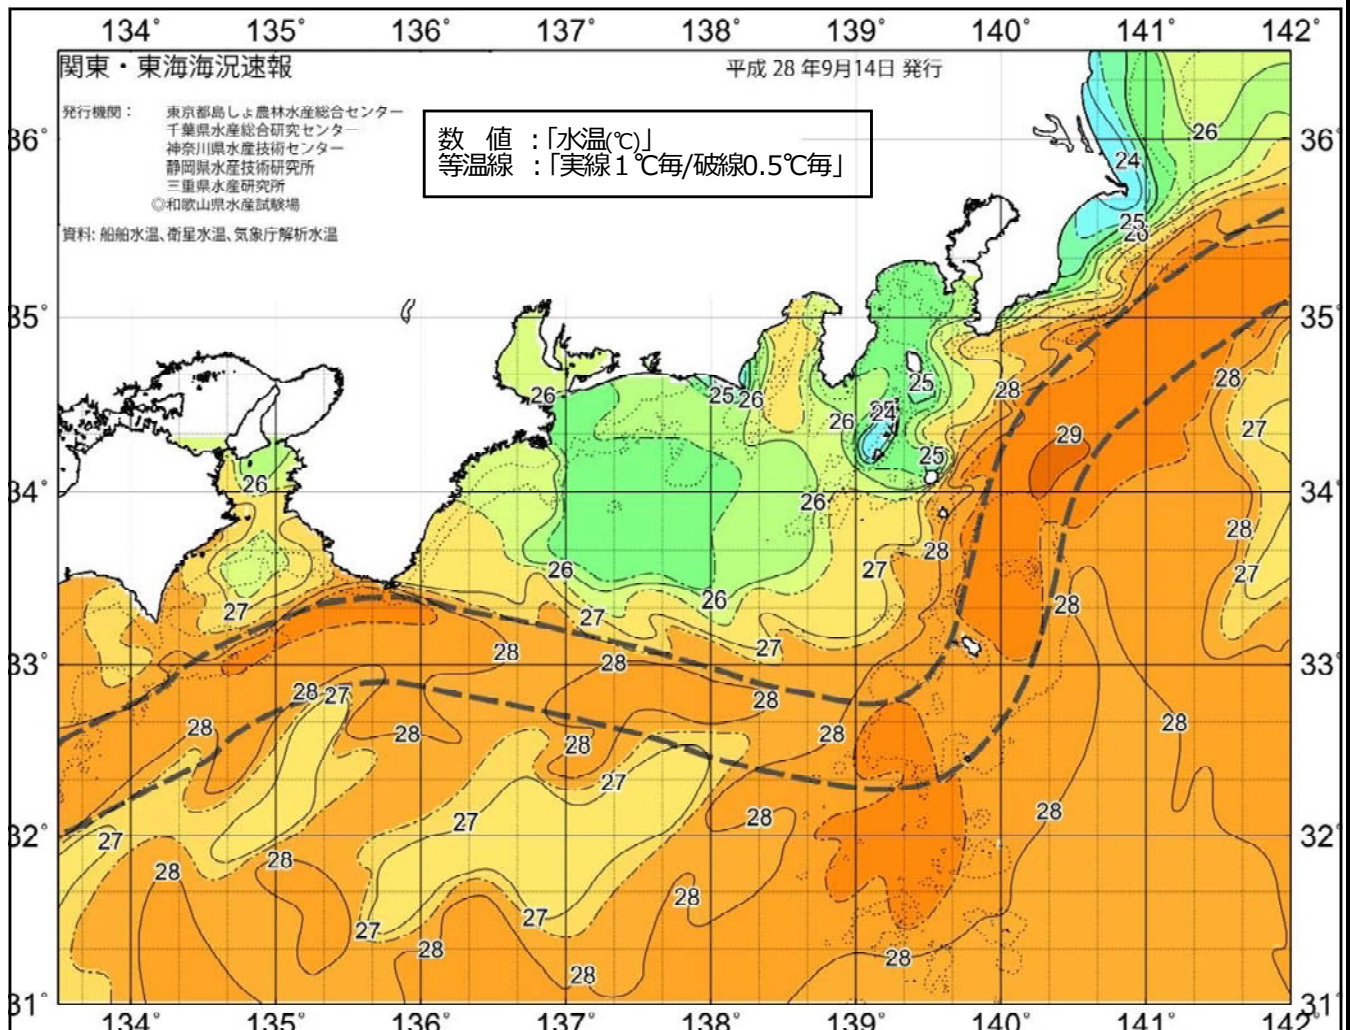 134° 135° 136° 137° 138° 139° 140° 141° 142°
関東・東海海況速報
平成 28 年9月14日 発行
発行機関： 東京都島しょ農林水産総合センター
千葉県水産総合研究センター
神奈川県水産技術センター
静岡県水産技術研究所
三重県水産研究所
◎和歌山県水産試験場
資料: 船舶水温、衛星水温、気象庁解析水温
数 値 ：「水温(℃)」
等温線 ：「実線１℃毎/破線0.5℃毎」
36° 36°
26
24
25
26
35° 35°
26 25 26 25 28 28
26 24 29 27
25
26 34° 26 34°
28 28
26 27 27
27 26 28
27 27
28 28 33° 33°
28 27 28
28 28 28 28
28
27
27 28 28
27 32° 32°
28 28
28
27 27
28 28
28
31° 31°
134° 135° 136° 137° 138° 139° 140° 141° 142°